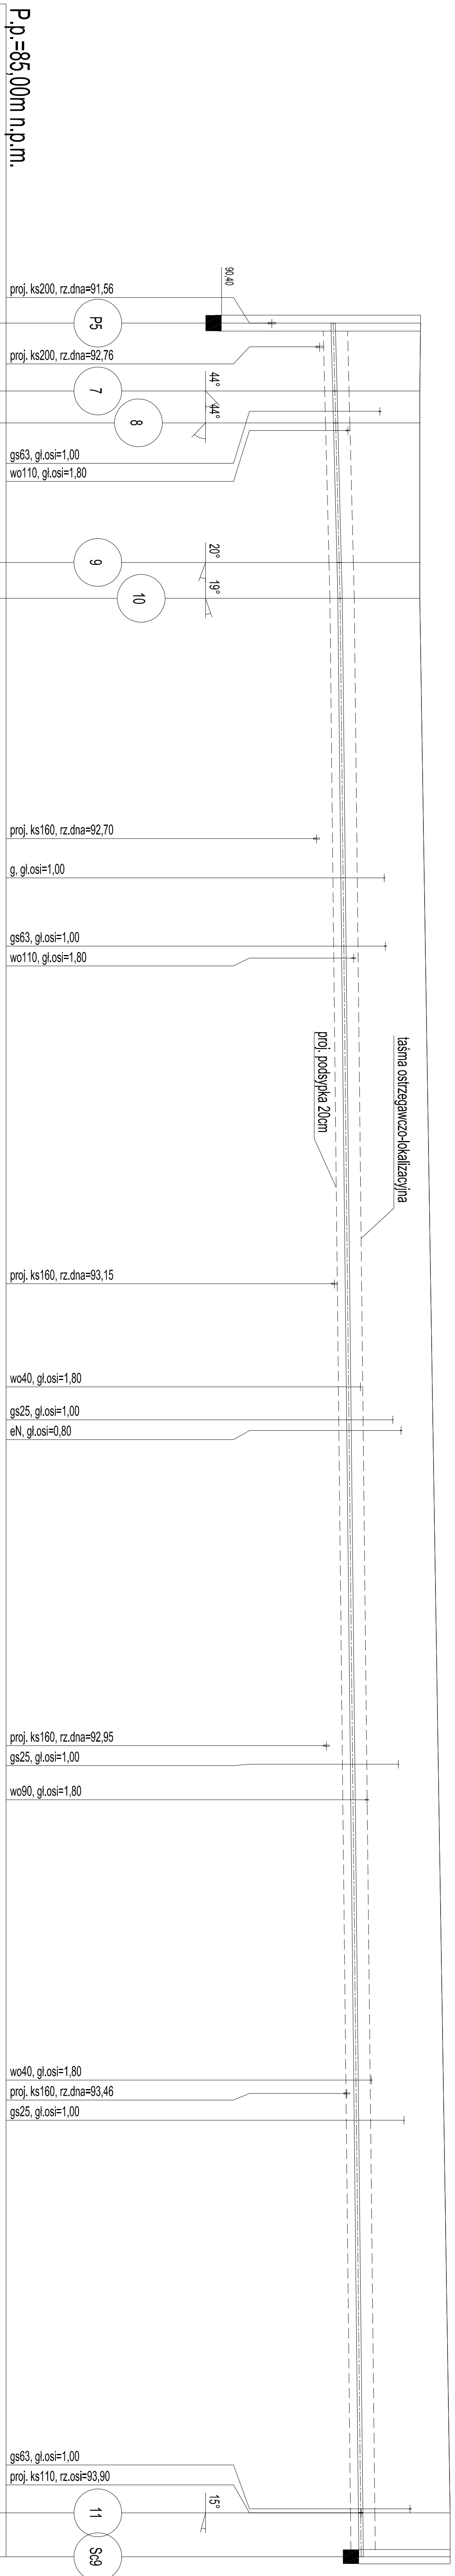 P.p.=85,00m n.p.m.
proj. ks200, rz.dna=91,56
P5
90,40
proj. ks200, rz.dna=92,76
7
44°
8
44°
gs63, gł.osi=1,00
wo110, gł.osi=1,80
9
20°
10
19°
proj. ks160, rz.dna=92,70
g, gł.osi=1,00
gs63, gł.osi=1,00
wo110, gł.osi=1,80
proj. podsypka 20cm
taśma ostrzegawczo-lokalizacyjna
proj. ks160, rz.dna=93,15
wo40, gł.osi=1,80
gs25, gł.osi=1,00
eN, gł.osi=0,80
proj. ks160, rz.dna=92,95
gs25, gł.osi=1,00
wo90, gł.osi=1,80
wo40, gł.osi=1,80
proj. ks160, rz.dna=93,46
gs25, gł.osi=1,00
gs63, gł.osi=1,00
proj. ks110, rz.osi=93,90
11
15°
Sc9